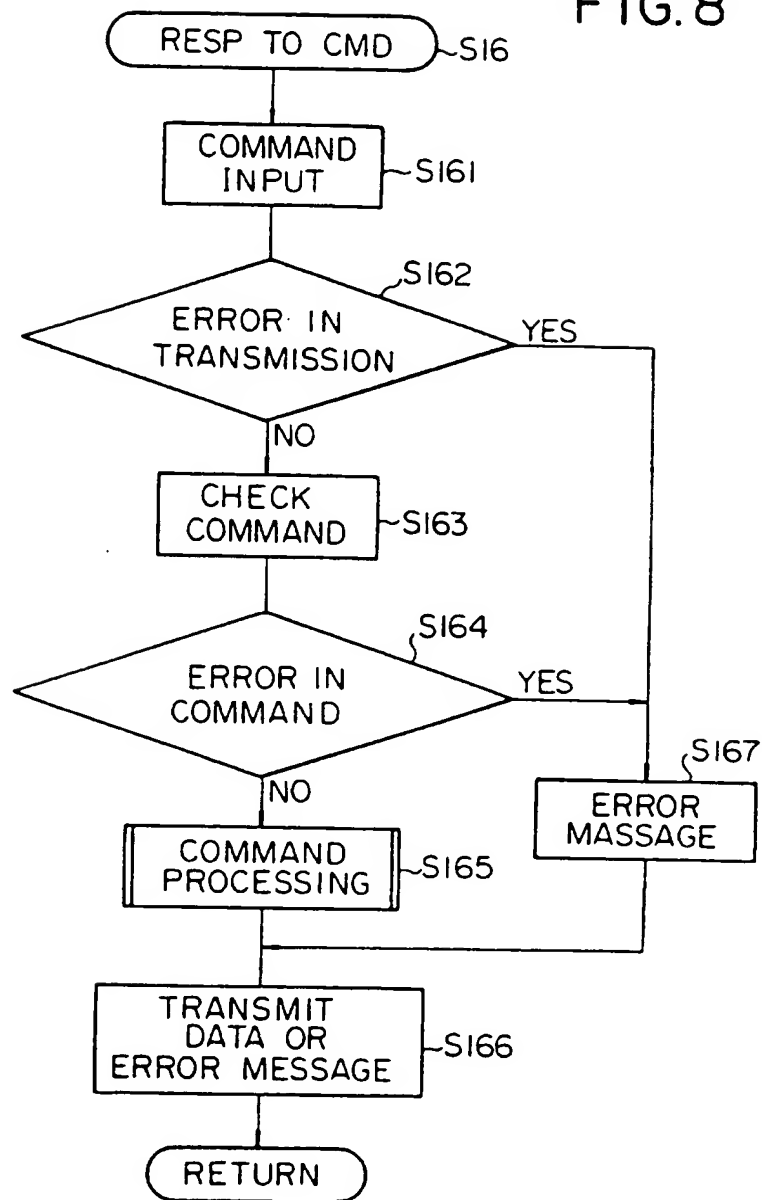 FIG. 8
RESP TO CMD
S16
COMMAND
INPUT
S161
S162
ERROR IN
TRANSMISSION
YES
NO
CHECK
COMMAND
S163
S164
ERROR IN
COMMAND
YES
NO
S167
ERROR
MASSAGE
COMMAND
PROCESSING
S165
TRANSMIT
DATA OR
ERROR MESSAGE
S166
RETURN